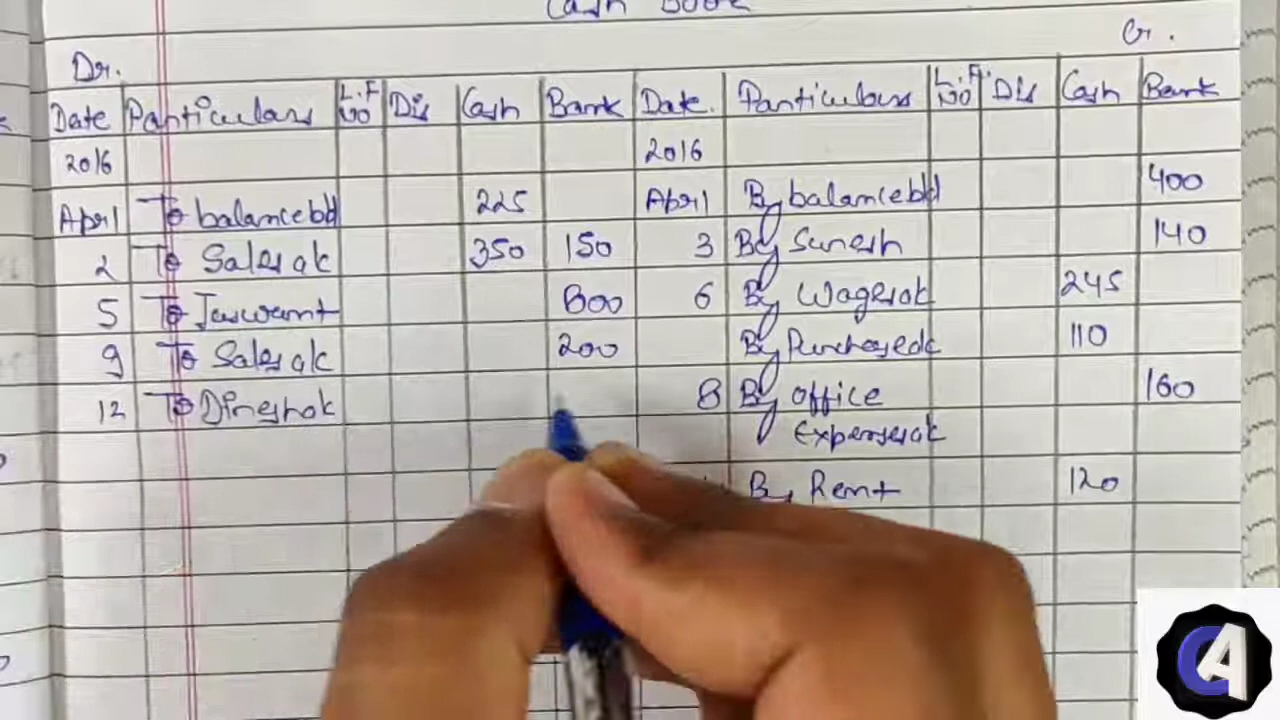 Cash Book
Dr. Cr.
Date Particulars L.F No Dis Cash Bank Date. Particulars L.F. No Dis Cash Bank
2016 2016
April To balance b/d 225 April By balance b/d 400
2 To Sales a/c 350 150 3 By Suresh 140
5 To Jaswant 800 6 By Wages a/c 245
9 To Sales a/c 200 By Purchase a/c 110
12 To Dinesh a/c 8 By Office 160
Expenses a/c
By Rent 120
CA